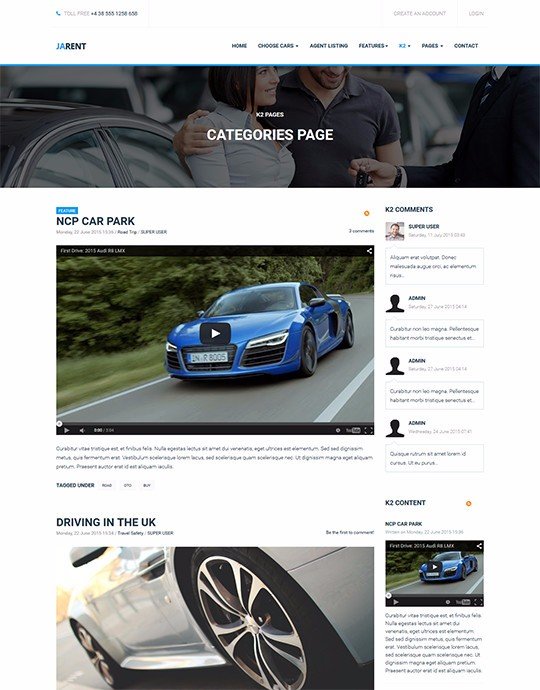 TOLL FREE +4 38 555 1258 658
CREATE AN ACCOUNT
LOGIN
JARENT
HOME
CHOOSE CARS
AGENT LISTING
FEATURES
K2
PAGES
CONTACT
K2 PAGES
CATEGORIES PAGE
FEATURE
NCP CAR PARK
Monday, 22 June 2015 15:36 / Road Trip / SUPER USER
3 comments
First Drive: 2015 Audi R8 LMX
IN·R 8005
0:00 / 3:04
YouTube
Curabitur vitae tristique est, et finibus felis. Nulla egestas lectus sit amet dui venenatis, eget ultrices est elementum. Sed sed dignissim
metus, quis fermentum erat. Vestibulum scelerisque lorem lacus, sed scelerisque quam scelerisque sed. Ut dignissim magna eget aliquam
pretium. Praesent auctor erat id est aliquam iaculis.
TAGGED UNDER
ROAD
OTO
BUY
DRIVING IN THE UK
Monday, 22 June 2015 15:34 / Travel Safety / SUPER USER
Be the first to comment!
K2 COMMENTS
SUPER USER
Saturday, 11 July 2015 03:43
Aliquam erat volutpat. Donec
malesuada augue orci, ac elementum
risus...
ADMIN
Saturday, 27 June 2015 04:14
Curabitur non leo magna. Pellentesque
habitant morbi tristique senectus et...
ADMIN
Saturday, 27 June 2015 04:14
Curabitur non leo magna. Pellentesque
habitant morbi tristique senectus et...
ADMIN
Wednesday, 24 June 2015 07:41
Quisque rutrum sit amet lorem id
cursus. Ut eu purus...
K2 CONTENT
NCP CAR PARK
Written on Monday, 22 June 2015 15:36
First Drive: 2015 Audi R8 LMX
Curabitur vitae tristique est, et finibus felis.
Nulla egestas lectus sit amet dui
venenatis, eget ultrices est elementum.
Sed sed dignissim metus, quis fermentum
erat. Vestibulum scelerisque lorem lacus,
sed scelerisque quam scelerisque sed. Ut
dignissim magna eget aliquam pretium.
Praesent auctor erat id est aliquam iaculis.